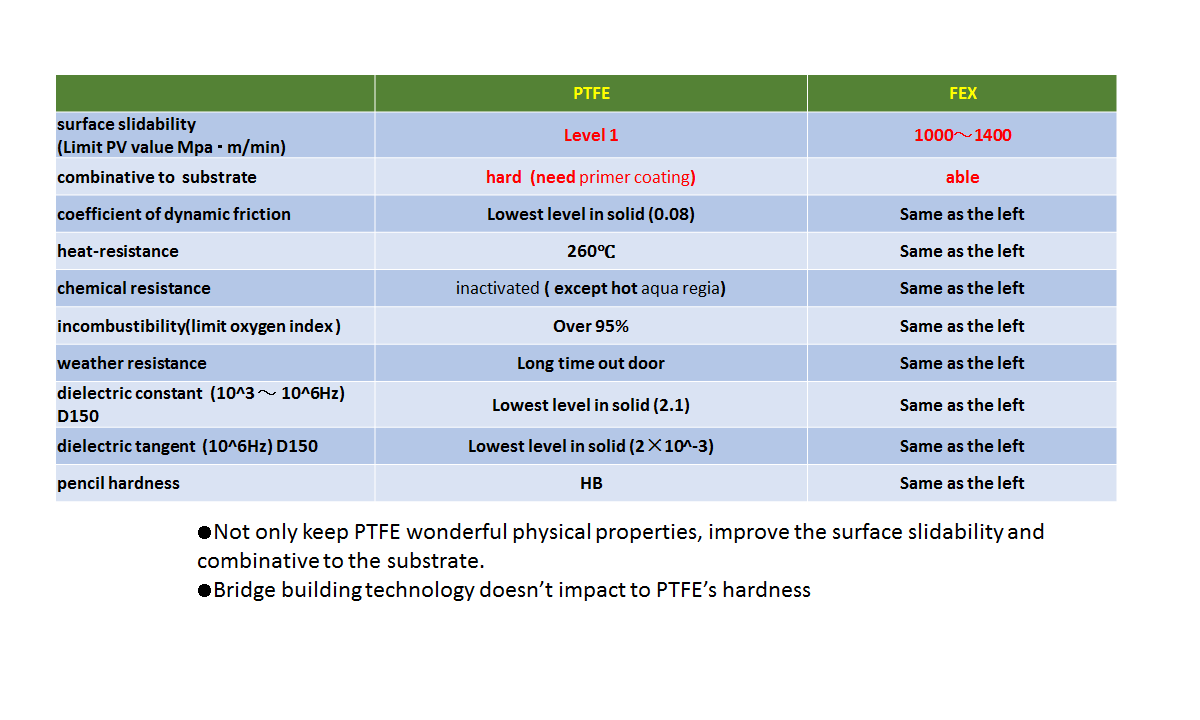 PTFE FEX
surface slidability
(Limit PV value Mpa・m/min) Level 1 1000～1400
combinative to substrate hard (need primer coating) able
coefficient of dynamic friction Lowest level in solid (0.08) Same as the left
heat-resistance 260℃ Same as the left
chemical resistance inactivated ( except hot aqua regia) Same as the left
incombustibility(limit oxygen index) Over 95% Same as the left
weather resistance Long time out door Same as the left
dielectric constant (10^3～ 10^6Hz)
D150 Lowest level in solid (2.1) Same as the left
dielectric tangent (10^6Hz) D150 Lowest level in solid (2×10^-3) Same as the left
pencil hardness HB Same as the left
●Not only keep PTFE wonderful physical properties, improve the surface slidability and
combinative to the substrate.
●Bridge building technology doesn’t impact to PTFE’s hardness